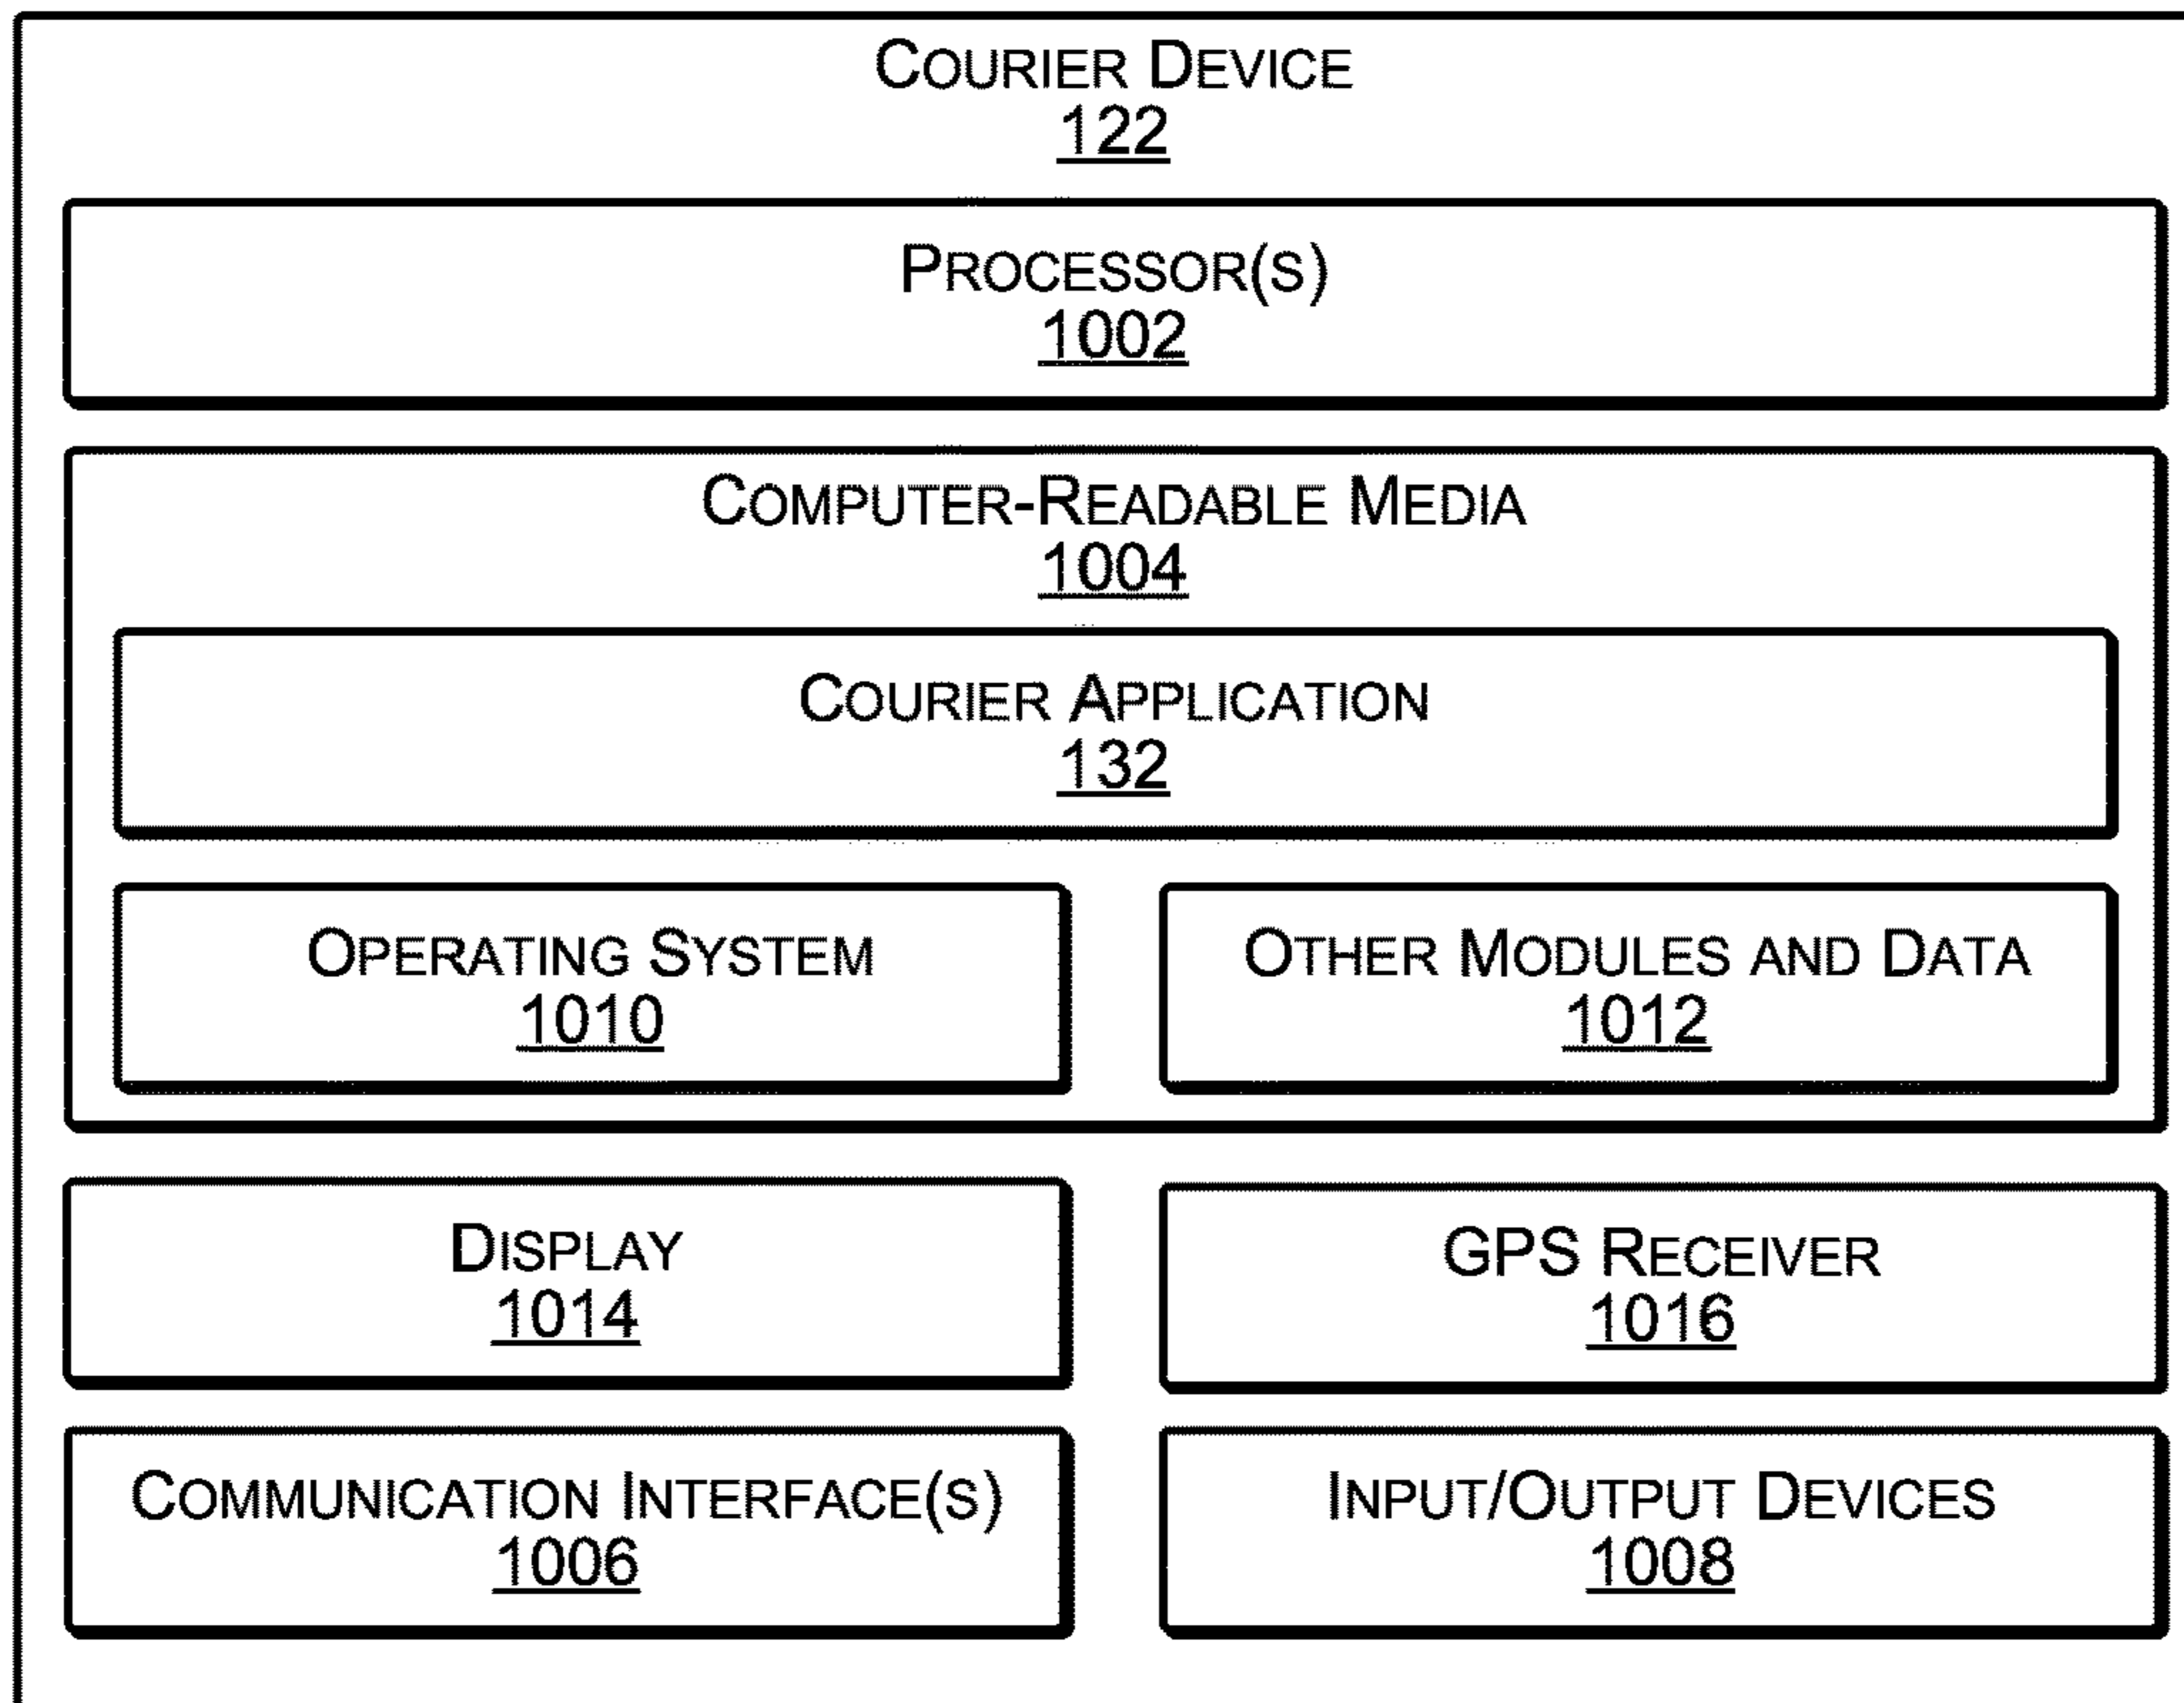 COURIER DEVICE
122
PROCESSOR(S)
1002
COMPUTER-READABLE MEDIA
1004
COURIER APPLICATION
132
OPERATING SYSTEM
1010
OTHER MODULES AND DATA
1012
DISPLAY
1014
GPS RECEIVER
1016
COMMUNICATION INTERFACE(S)
1006
INPUT/OUTPUT DEVICES
1008